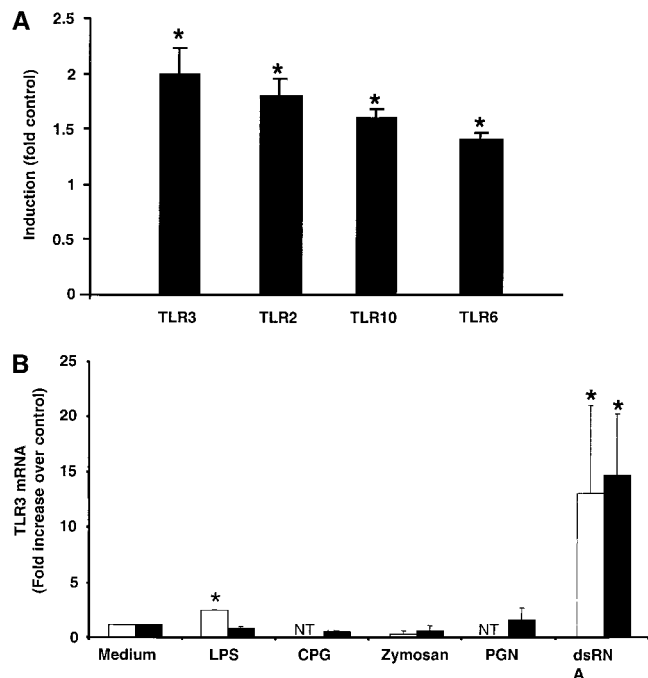 A
Induction (fold control)
2.5
2
1.5
1
0.5
0
*
*
*
*
TLR3 TLR2 TLR10 TLR6
B
TLR3 mRNA
(Fold increase over control)
25
20
15
10
5
0
*
NT
NT
*
*
Medium LPS CPG Zymosan PGN dsRN
A